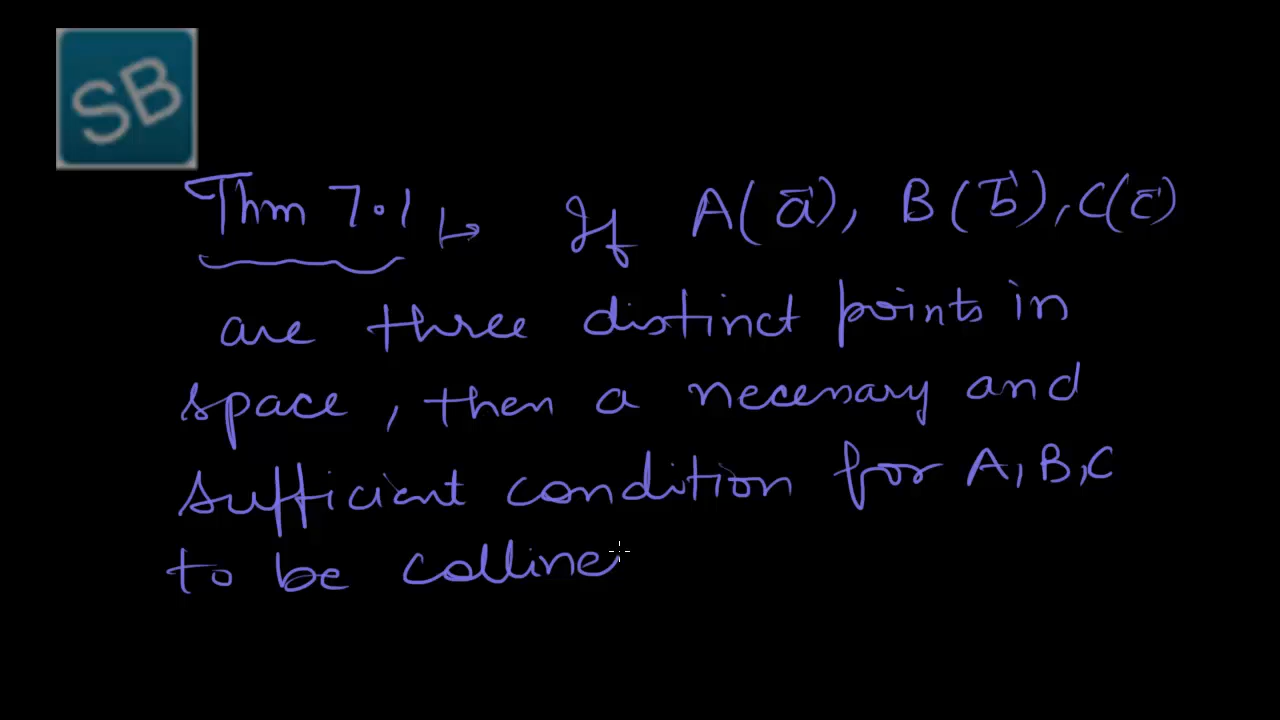 SB
Thm 7.1 ↦ If A(a⃗), B(b⃗), C(c⃗)
are three distinct points in
space, then a necessary and
sufficient condition for A, B, C
to be colline